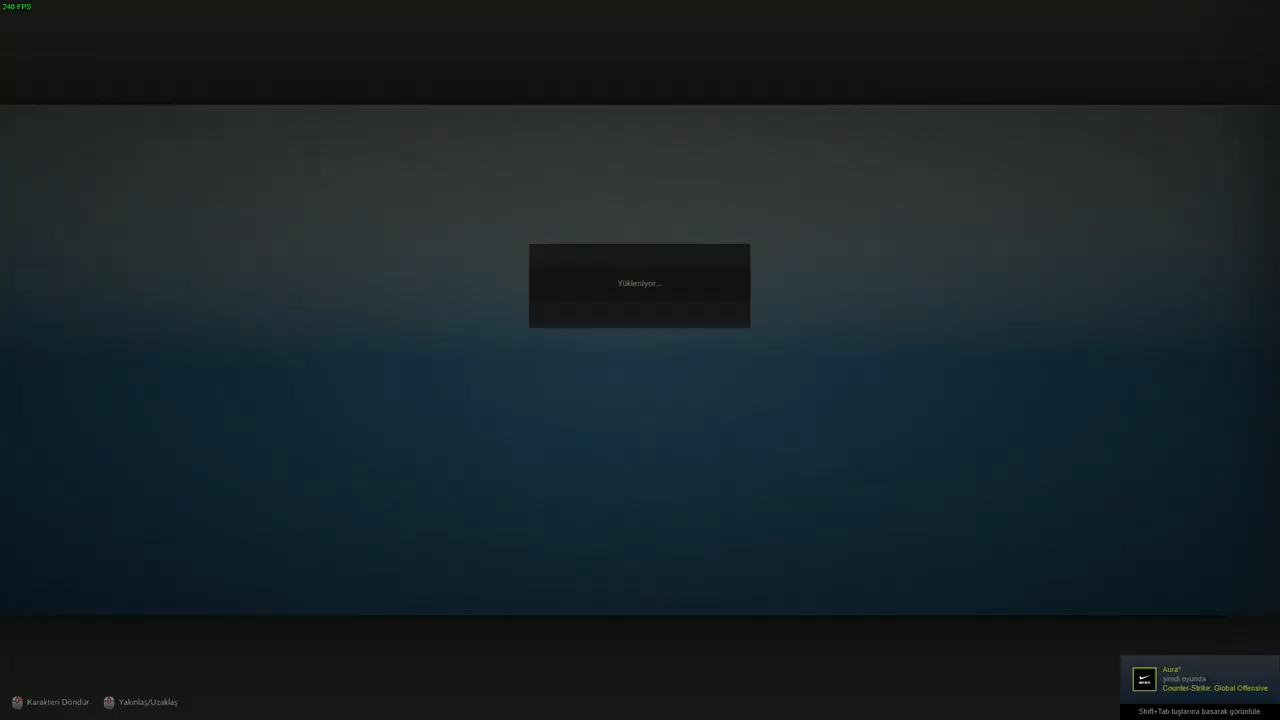 240 FPS
Yükleniyor...
Aura*
şimdi oyunda
Counter-Strike: Global Offensive
Karakteri Döndür
Yakınlaş/Uzaklaş
Shift+Tab tuşlarına basarak görüntüle